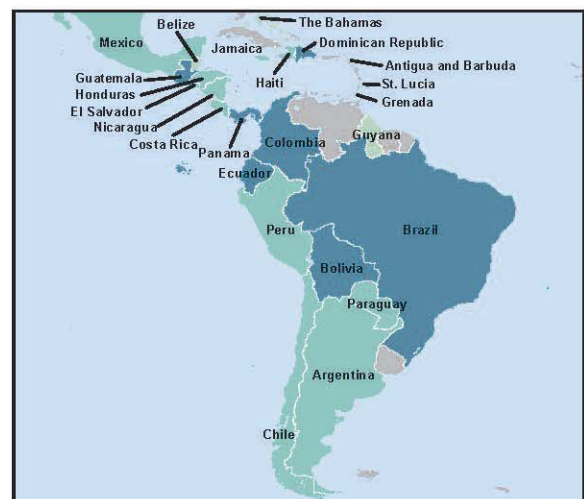 The Bahamas
Belize
Mexico
Jamaica
Dominican Republic
Antigua and Barbuda
Guatemala
Haiti
St. Lucia
Honduras
Grenada
El Salvador
Nicaragua
Guyana
Costa Rica
Colombia
Panama
Ecuador
Peru
Brazil
Bolivia
Paraguay
Argentina
Chile